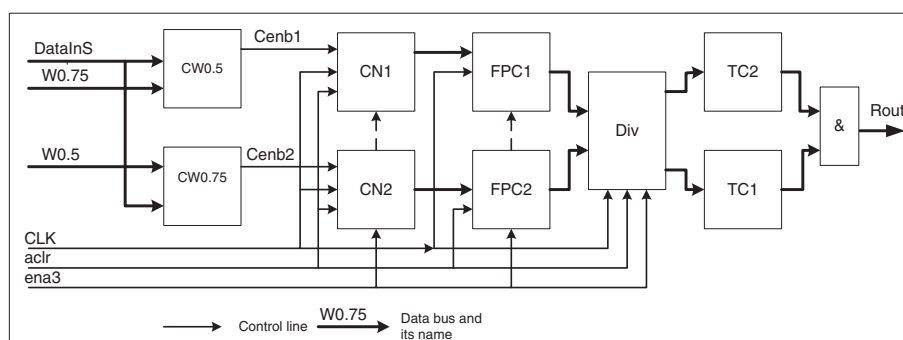 DataInS
W0.75
W0.5
CW0.5
CW0.75
Cenb1
Cenb2
CN1
CN2
FPC1
FPC2
Div
TC2
TC1
&
Rout
CLK
aclr
ena3
Control line
W0.75
Data bus and
its name